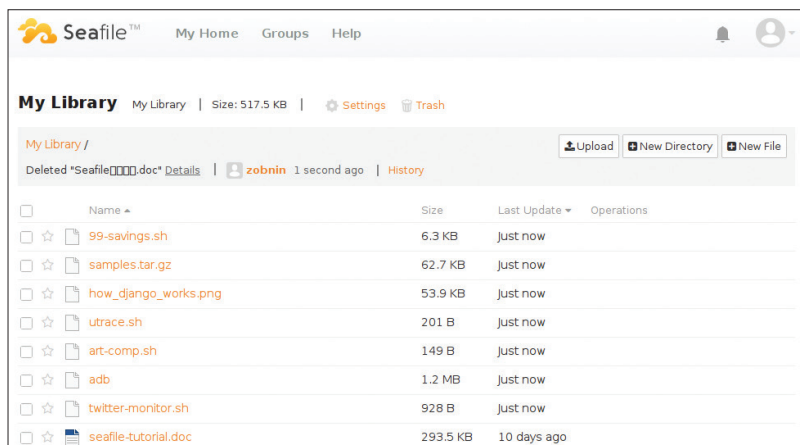 Seafile™ My Home Groups Help
My Library My Library | Size: 517.5 KB | Settings Trash
My Library / Upload New Directory New File
Deleted "Seafile□□□□.doc" Details | zobnin 1 second ago | History
Name Size Last Update Operations
99-savings.sh 6.3 KB Just now
samples.tar.gz 62.7 KB Just now
how_django_works.png 53.9 KB Just now
utrace.sh 201 B Just now
art-comp.sh 149 B Just now
adb 1.2 MB Just now
twitter-monitor.sh 928 B Just now
seafile-tutorial.doc 293.5 KB 10 days ago